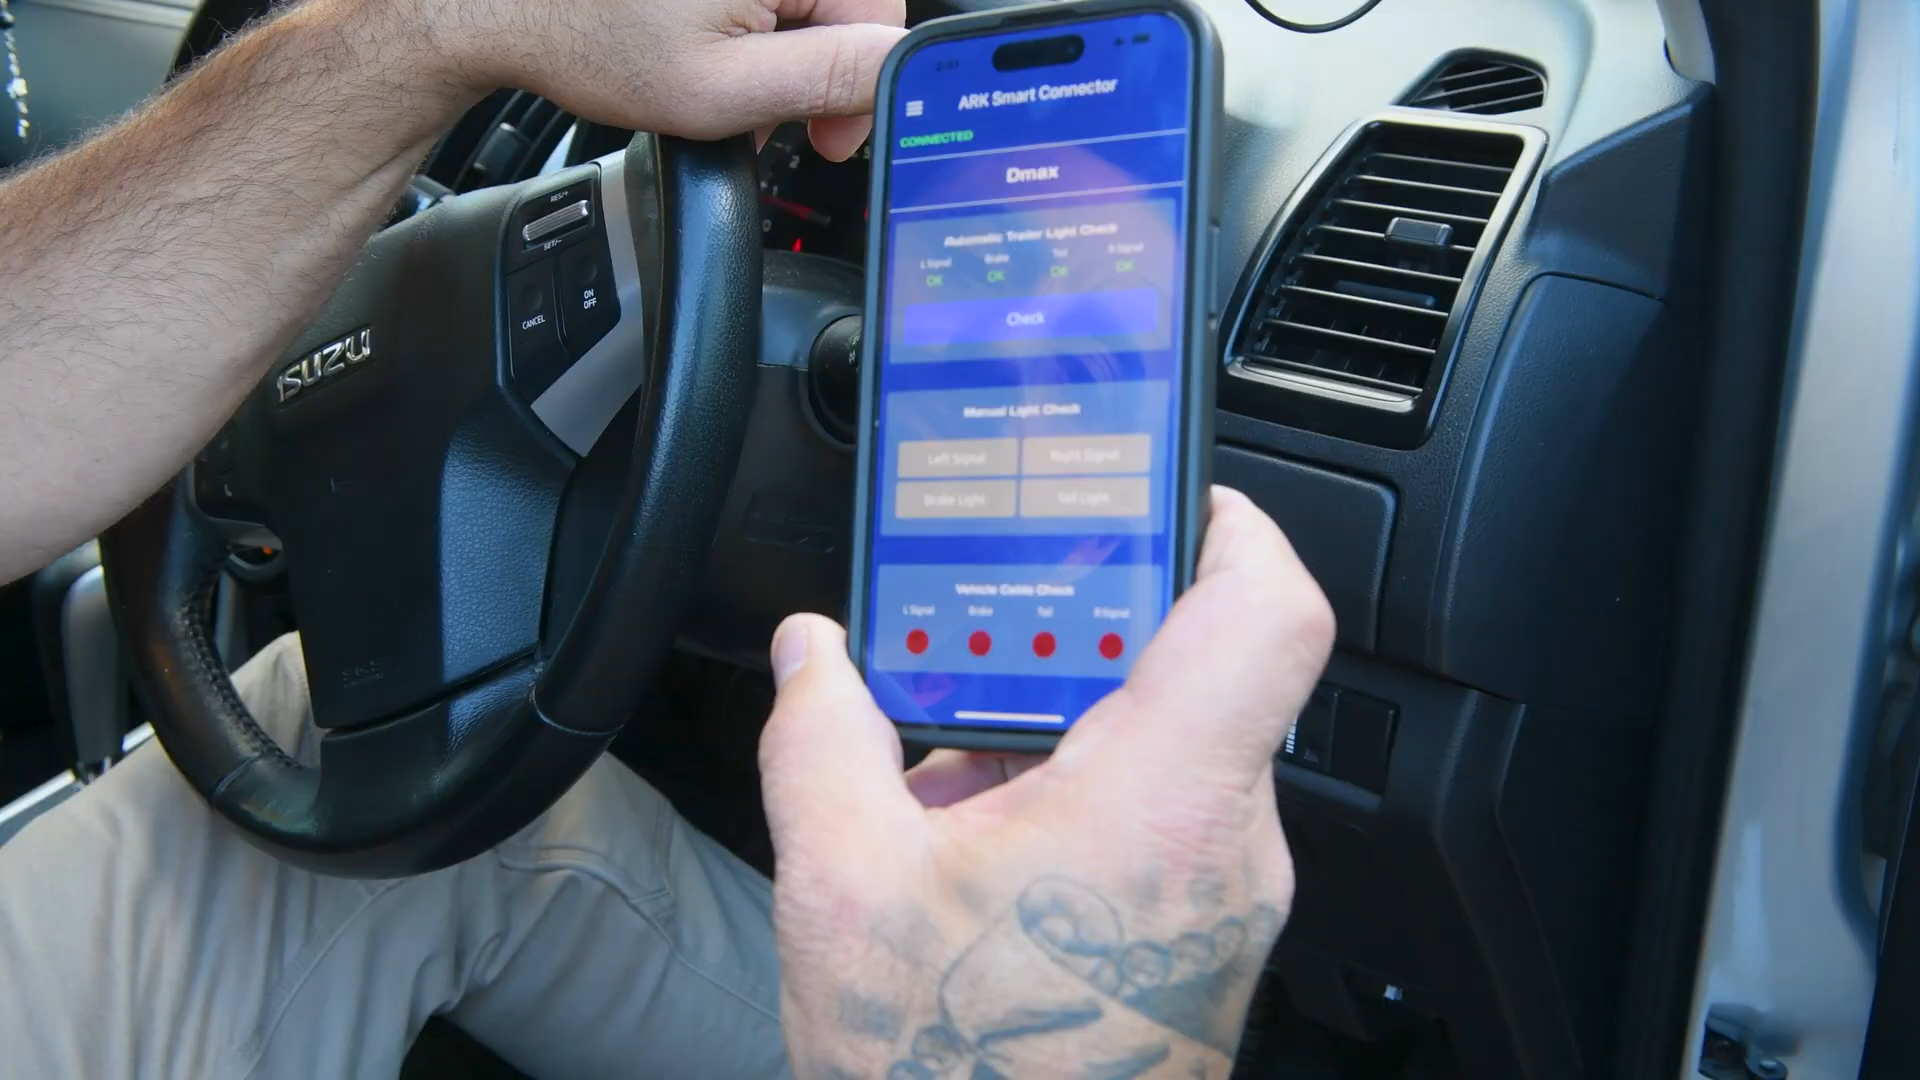 RES/+
SET/-
CANCEL
ON
OFF
ISUZU
2:41
ARK Smart Connector
CONNECTED
Dmax
Automatic Trailer Light Check
L Signal Brake Tail R Signal
OK OK OK OK
Check
Manual Light Check
Left Signal Right Signal
Brake Light Tail Light
Vehicle Cable Check
L Signal Brake Tail R Signal